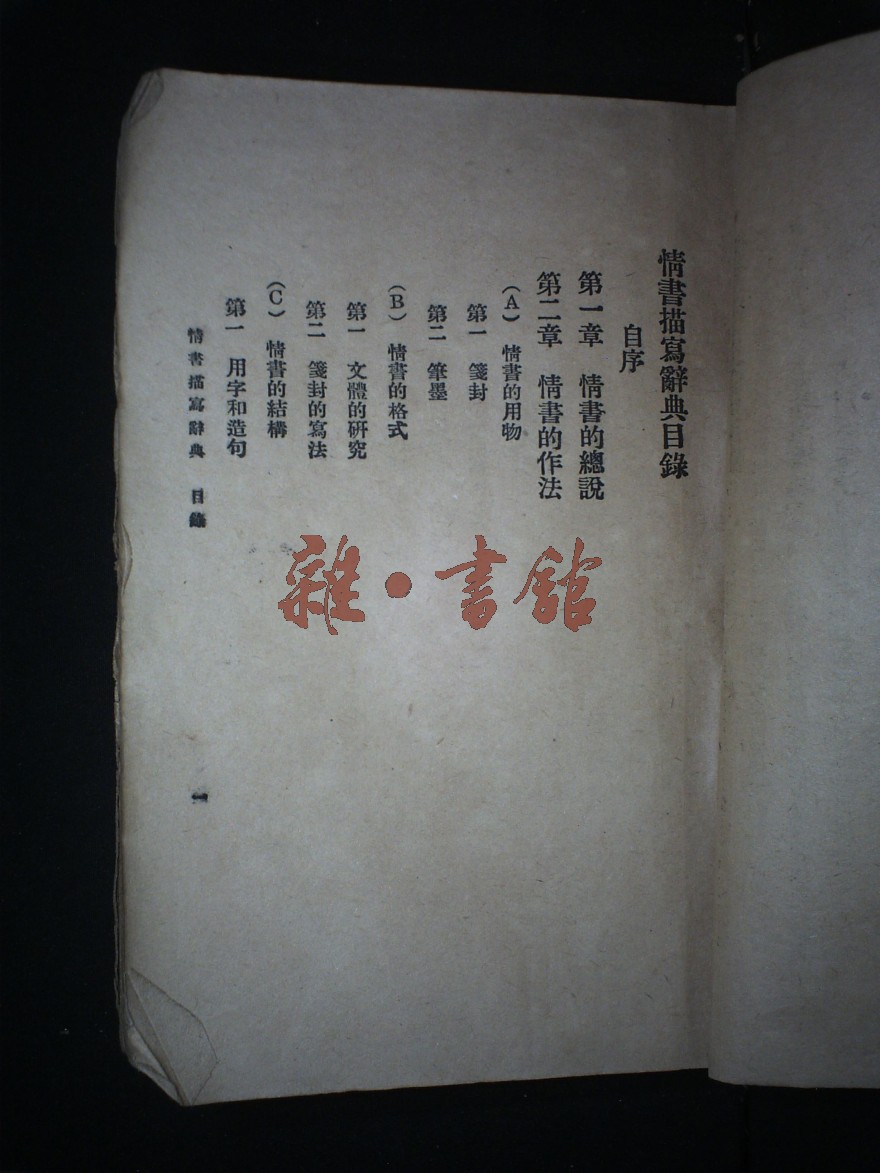 情書描寫辭典目錄
自序
第一章　情書的總說
第二章　情書的作法
(A)　情書的用物
第一　箋封
第二　筆墨
(B)　情書的格式
第一　文體的研究
第二　箋封的寫法
(C)　情書的結構
第一　用字和造句
情書描寫辭典　目錄
一
雜·書館